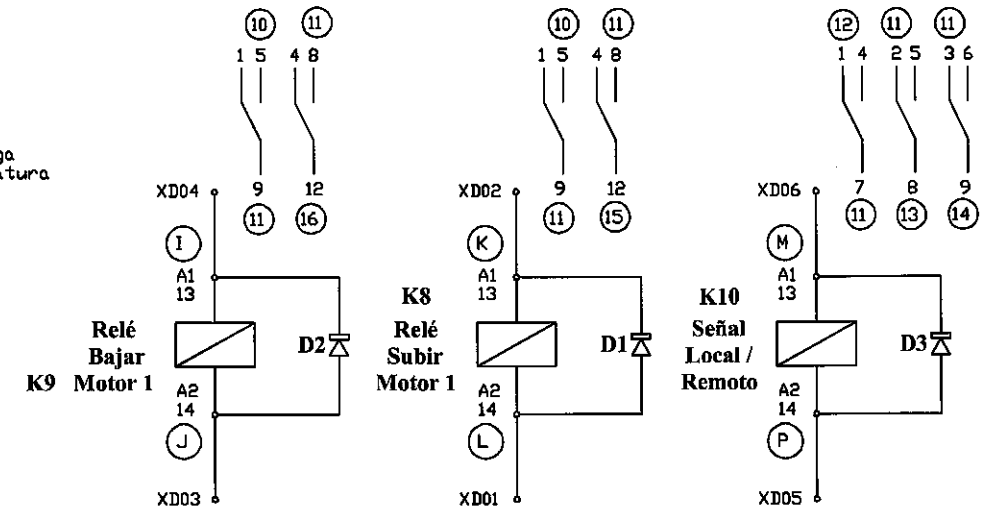 10 11
1 5 4 8
10 11
1 5 4 8
12 11 11
1 4 2 5 3 6
ga
atura
XD04
9 12
11 16
XD02
9 12
11 15
XD06
7 8 9
11 13 14
I
A1
13
Relé
Bajar
K9 Motor 1
D2
A2
14
J
XD03
K
A1
13
K8
Relé
Subir
Motor 1
D1
A2
14
L
XD01
M
A1
13
K10
Señal
Local /
Remoto
D3
A2
14
P
XD05